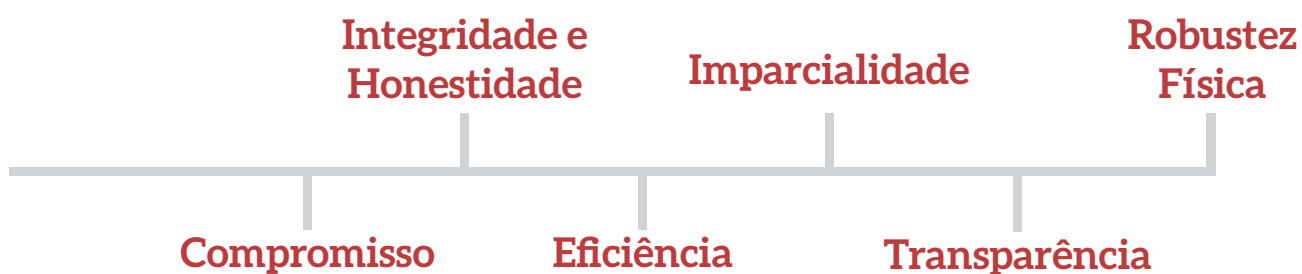 Integridade e
Honestidade
Imparcialidade
Robustez
Física
Compromisso
Eficiência
Transparência